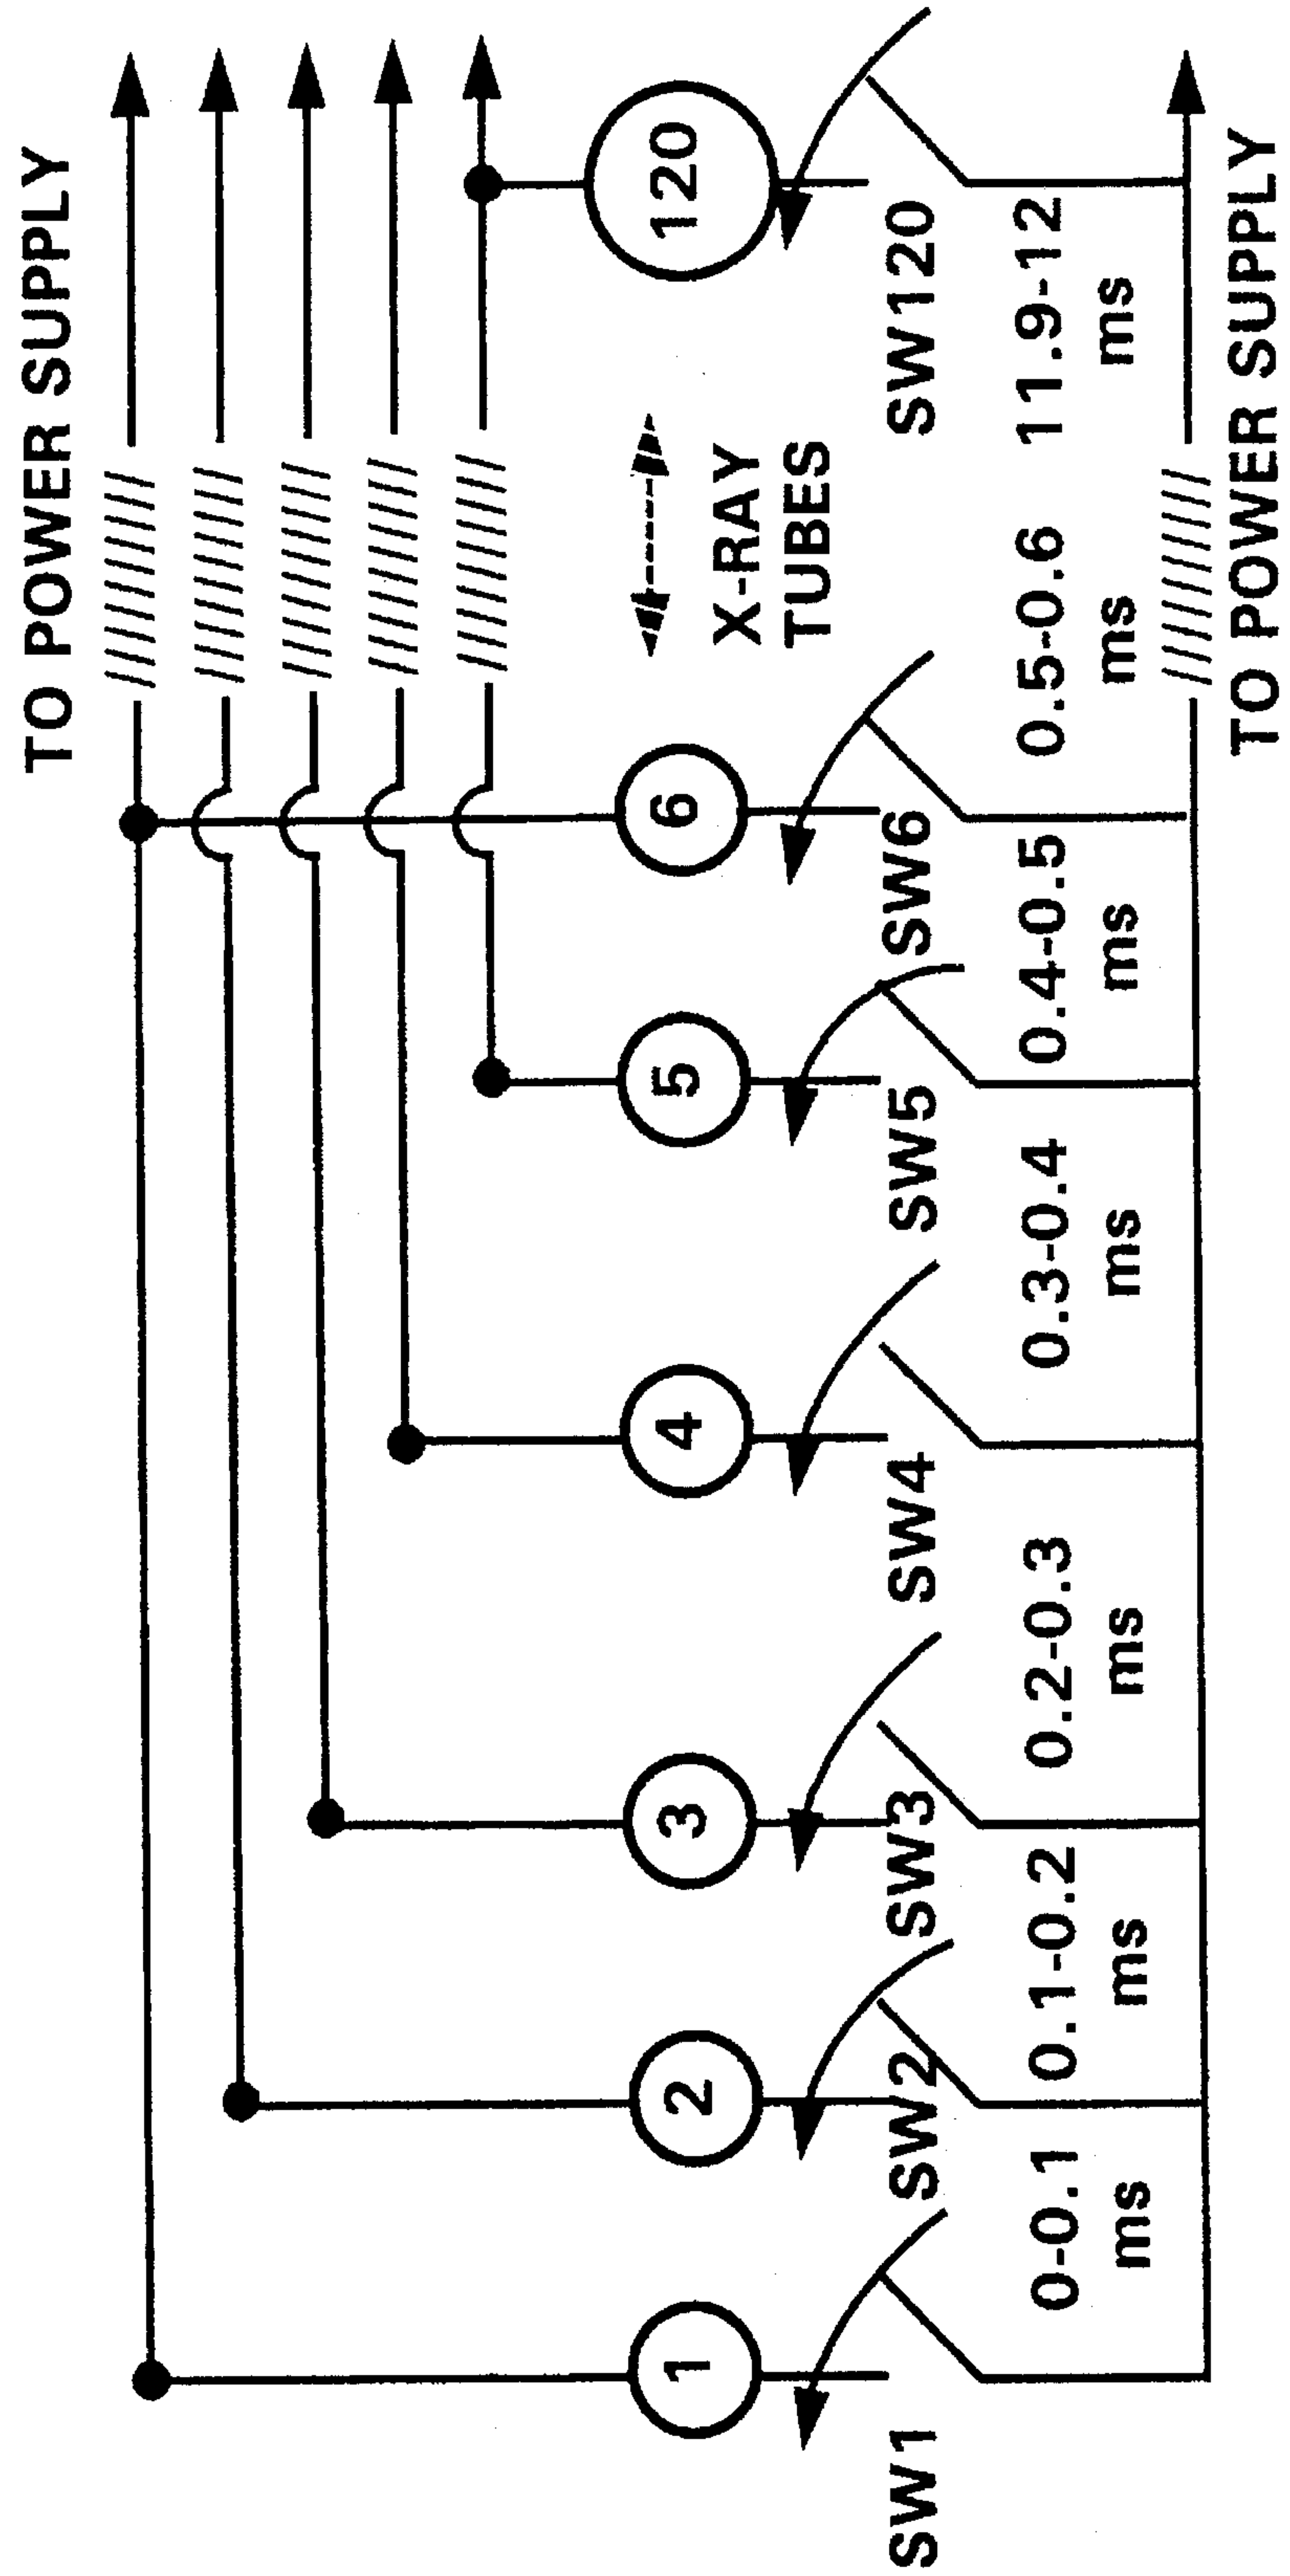 TO POWER SUPPLY
1
2
3
4
5
6
120
X-RAY
TUBES
SW1
SW2
SW3
SW4
SW5
SW6
SW120
0-0.1
ms
0.1-0.2
ms
0.2-0.3
ms
0.3-0.4
ms
0.4-0.5
ms
0.5-0.6
ms
11.9-12
ms
TO POWER SUPPLY